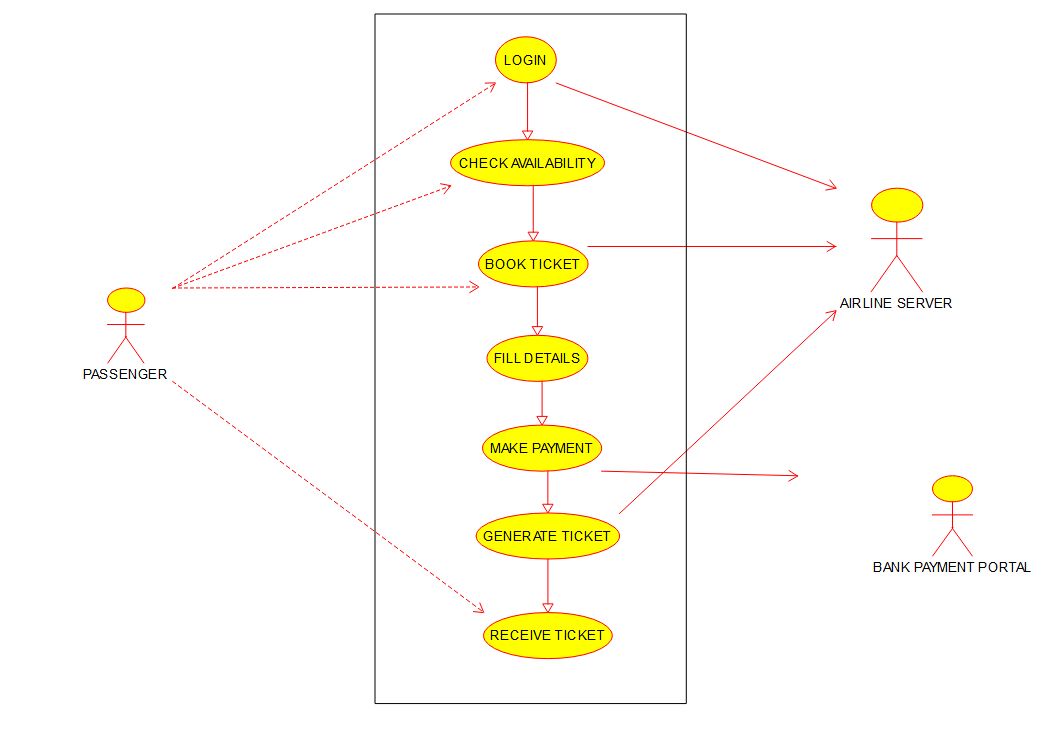 LOGIN
CHECK AVAILABILITY
BOOK TICKET
AIRLINE SERVER
FILL DETAILS
PASSENGER
MAKE PAYMENT
GENERATE TICKET
BANK PAYMENT PORTAL
RECEIVE TICKET